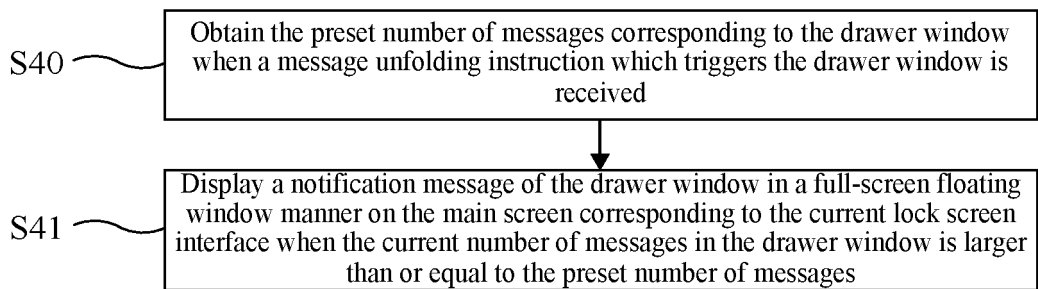 S40
Obtain the preset number of messages corresponding to the drawer window
when a message unfolding instruction which triggers the drawer window is
received
S41
Display a notification message of the drawer window in a full-screen floating
window manner on the main screen corresponding to the current lock screen
interface when the current number of messages in the drawer window is larger
than or equal to the preset number of messages